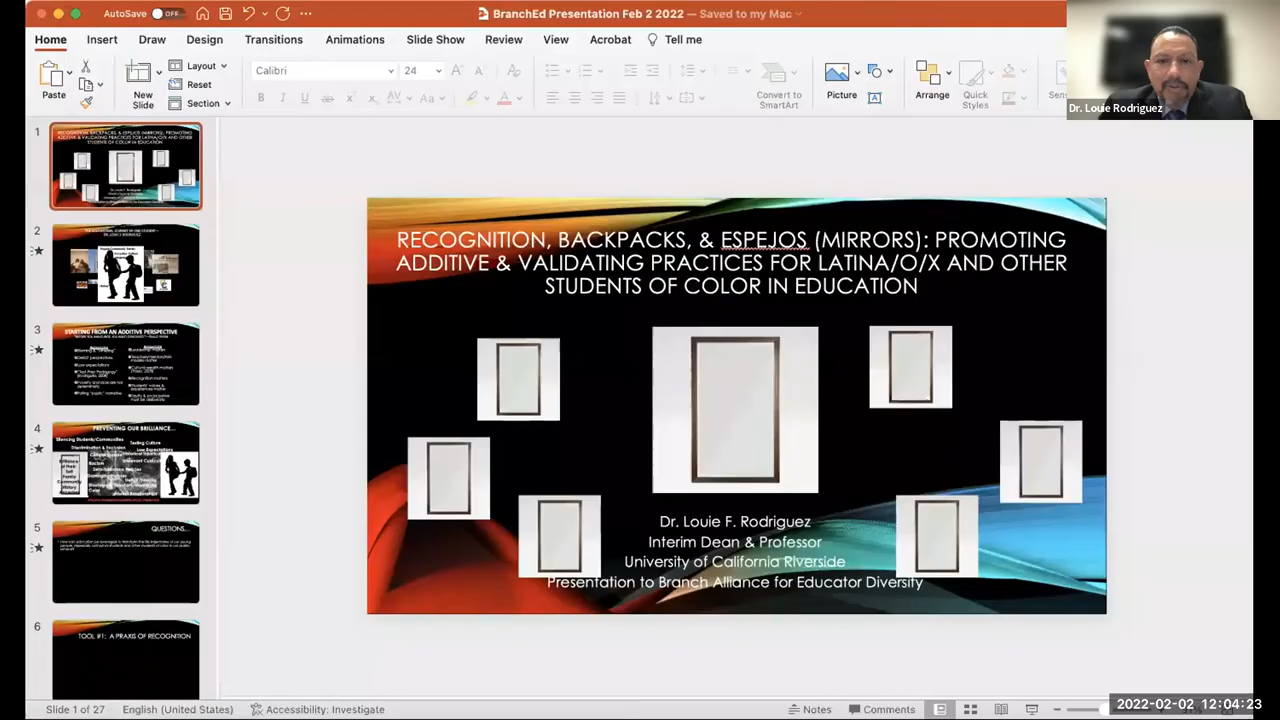 AutoSave OFF
BranchEd Presentation Feb 2 2022 — Saved to my Mac
Home Insert Draw Design Transitions Animations Slide Show Review View Acrobat Tell me
Paste
New Slide
Layout
Reset
Section
Calibri
24
Convert to SmartArt
Picture
Arrange
Quick Styles
Dr. Louie Rodriguez
1
2
3
STARTING FROM AN ADDITIVE PERSPECTIVE
4
PREVENTING OUR BRILLIANCE...
5
QUESTIONS...
6
TOOL #1: A PRAXIS OF RECOGNITION
RECOGNITION, BACKPACKS, & ESPEJOS (MIRRORS): PROMOTING
ADDITIVE & VALIDATING PRACTICES FOR LATINA/O/X AND OTHER
STUDENTS OF COLOR IN EDUCATION
Dr. Louie F. Rodriguez
Interim Dean & Professor
University of California Riverside
Presentation to Branch Alliance for Educator Diversity
Slide 1 of 27 English (United States) Accessibility: Investigate Notes Comments
2022-02-02 12:04:23